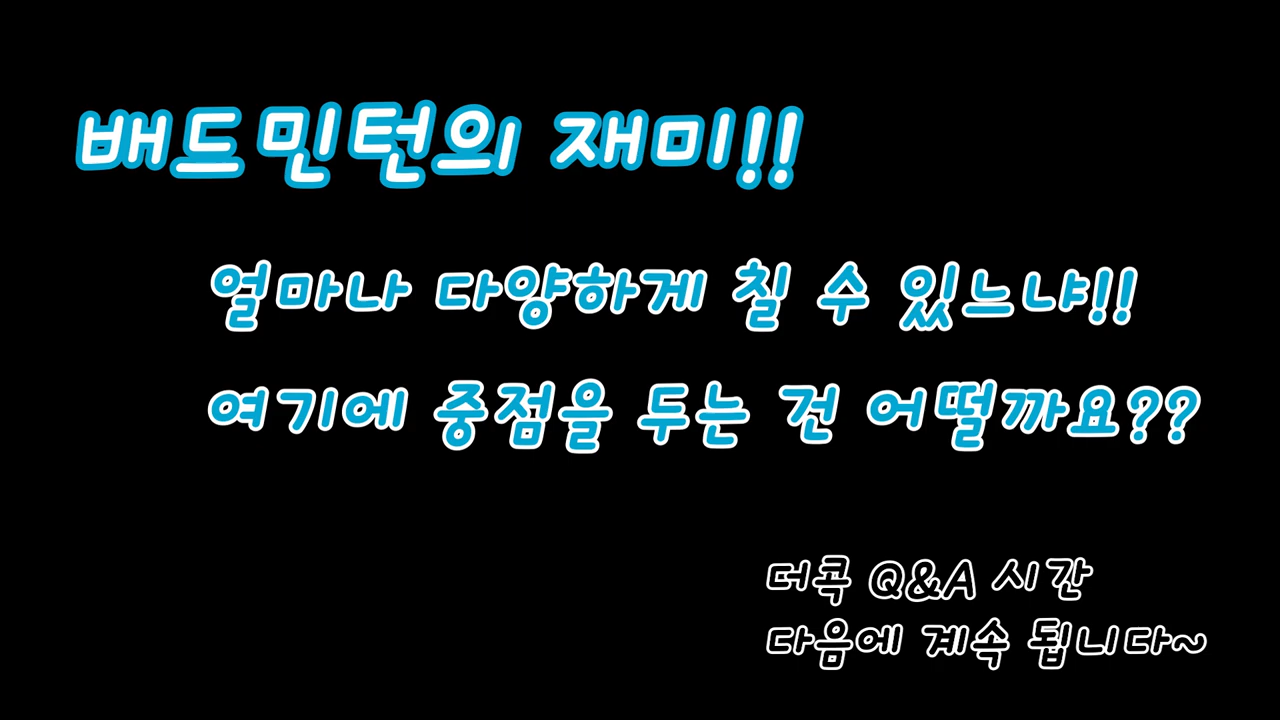 배드민턴의 재미!!
얼마나 다양하게 칠 수 있느냐!!
여기에 중점을 두는 건 어떨까요??
더콕 Q&A 시간
다음에 계속 됩니다~